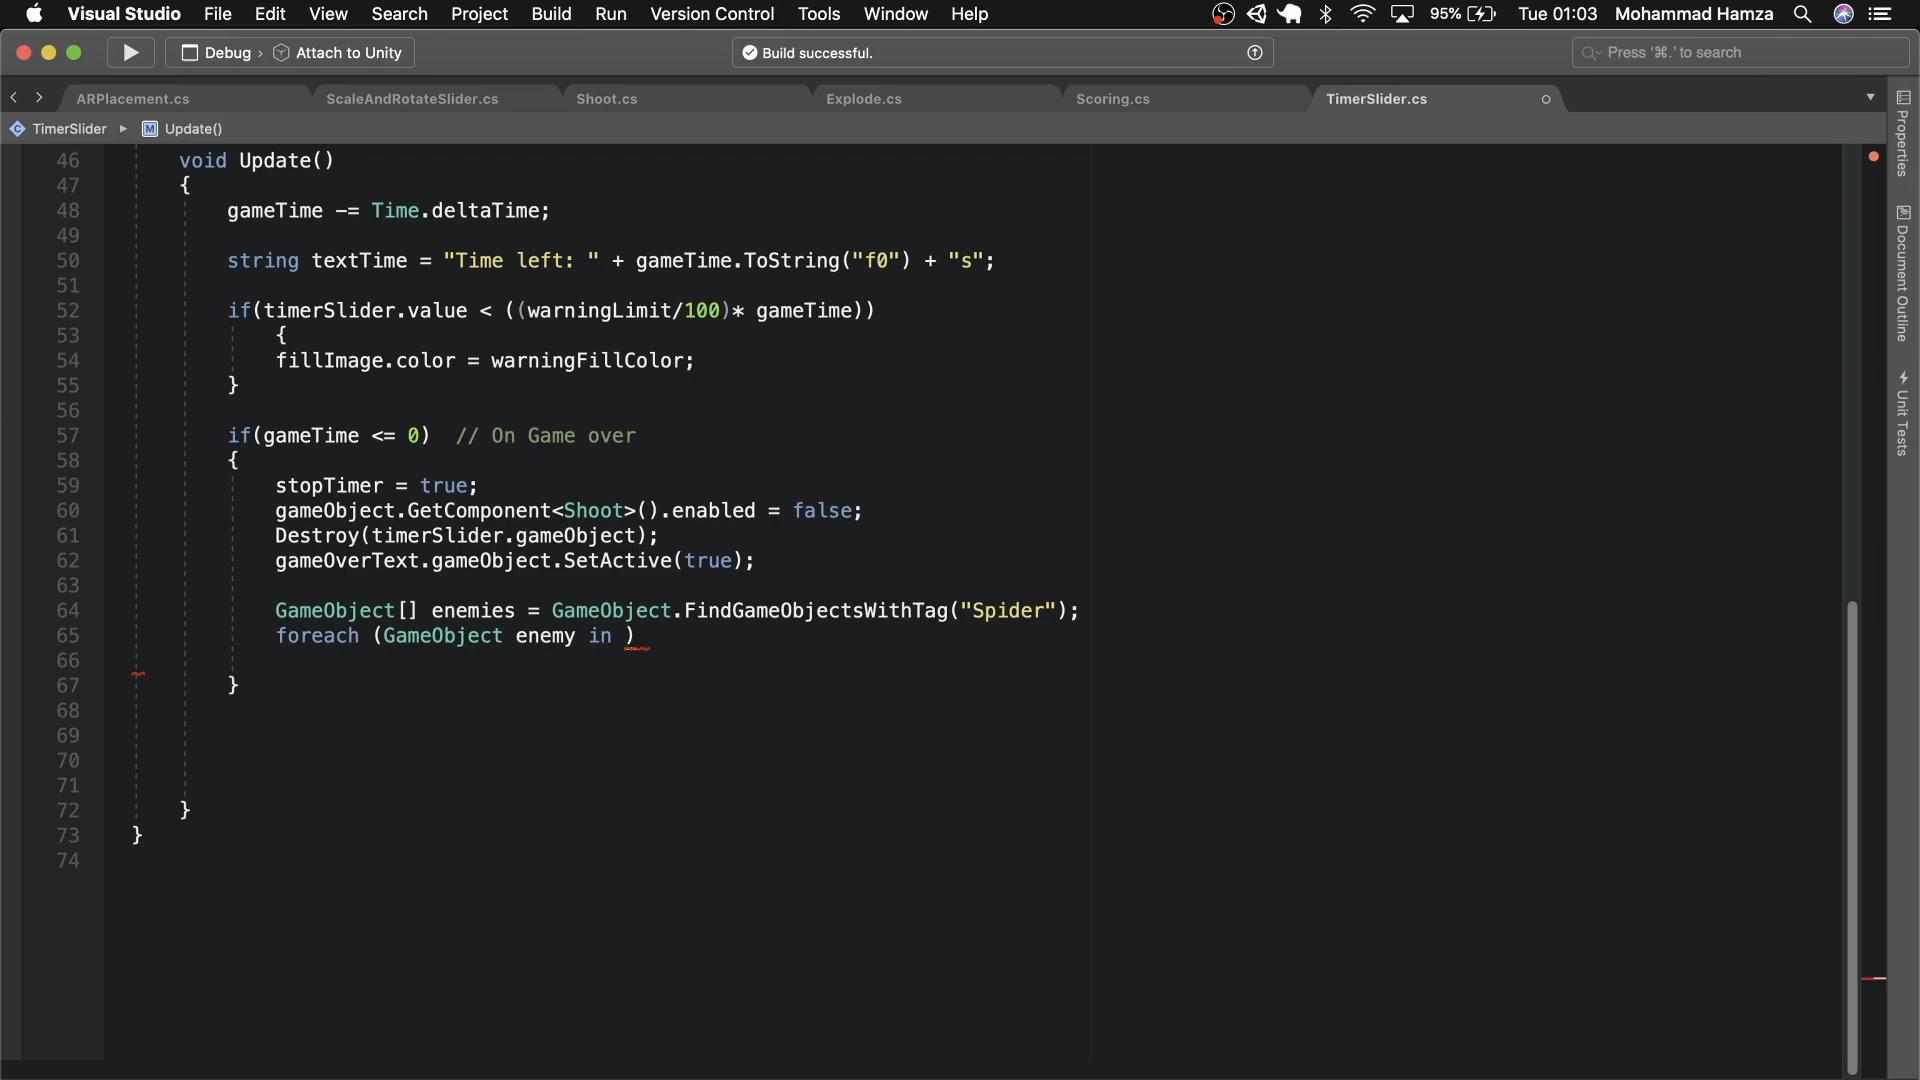 Visual Studio File Edit View Search Project Build Run Version Control Tools Window Help 95% Tue 01:03 Mohammad Hamza
Debug › Attach to Unity Build successful. Press '⌘.' to search
ARPlacement.cs ScaleAndRotateSlider.cs Shoot.cs Explode.cs Scoring.cs TimerSlider.cs
TimerSlider ▸ M Update()
46 void Update()
47 {
48 gameTime -= Time.deltaTime;
49
50 string textTime = "Time left: " + gameTime.ToString("f0") + "s";
51
52 if(timerSlider.value < ((warningLimit/100)* gameTime))
53 {
54 fillImage.color = warningFillColor;
55 }
56
57 if(gameTime <= 0) // On Game over
58 {
59 stopTimer = true;
60 gameObject.GetComponent<Shoot>().enabled = false;
61 Destroy(timerSlider.gameObject);
62 gameOverText.gameObject.SetActive(true);
63
64 GameObject[] enemies = GameObject.FindGameObjectsWithTag("Spider");
65 foreach (GameObject enemy in )
66
67 }
68
69
70
71
72 }
73 }
74
Properties
Document Outline
Unit Tests